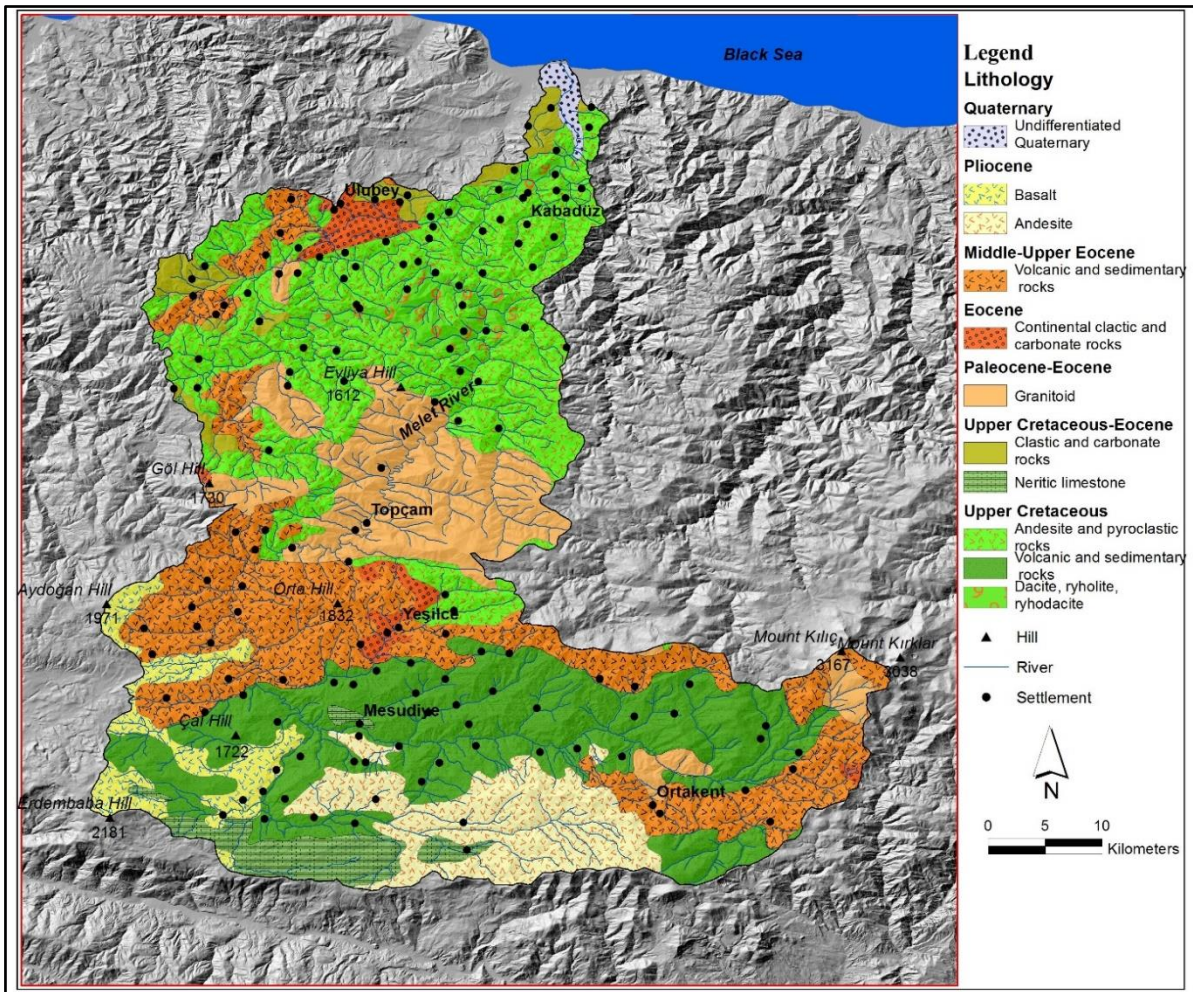 Black Sea
Ulubey
Kabadüz
Evliya Hill
1612
Melet River
Göl Hill
1730
Topçam
Aydoğan Hill
1971
Orta Hill
1832
Yeşilce
Mount Kılıç
3167
Mount Kırklar
3038
Mesudiye
Çal Hill
1722
Ortakent
Erdembaba Hill
2181
Legend
Lithology
Quaternary
Undifferentiated
Quaternary
Pliocene
Basalt
Andesite
Middle-Upper Eocene
Volcanic and sedimentary
rocks
Eocene
Continental clactic and
carbonate rocks
Paleocene-Eocene
Granitoid
Upper Cretaceous-Eocene
Clastic and carbonate
rocks
Neritic limestone
Upper Cretaceous
Andesite and pyroclastic
rocks
Volcanic and sedimentary
rocks
Dacite, ryholite,
ryhodacite
Hill
River
Settlement
N
0 5 10
Kilometers